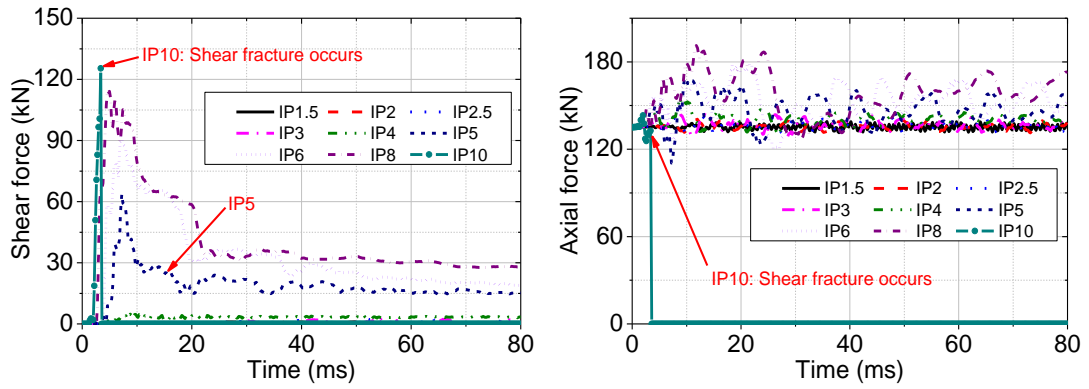 150
120
90
60
30
0
Shear force (kN)
IP10: Shear fracture occurs
IP1.5 IP2 IP2.5
IP3 IP4 IP5
IP6 IP8 IP10
IP5
0 20 40 60 80
Time (ms)
180
120
60
0
Axial force (kN)
IP1.5 IP2 IP2.5
IP3 IP4 IP5
IP6 IP8 IP10
IP10: Shear fracture occurs
0 20 40 60 80
Time (ms)